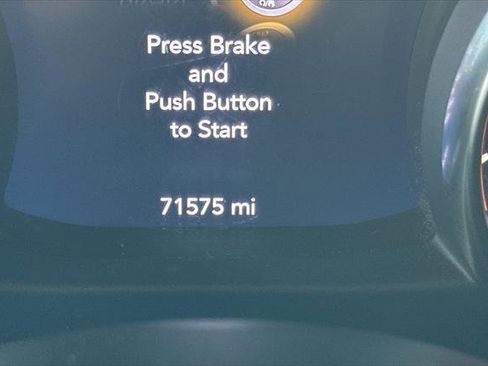 Press Brake
and
Push Button
to Start
71575 mi